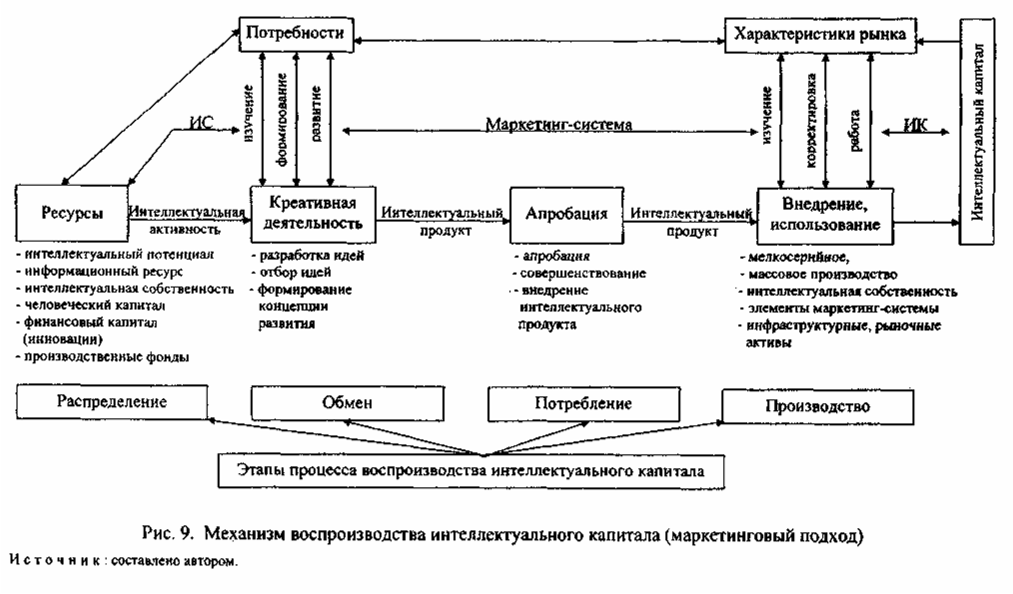 Потребности
Характеристики рынка
Интеллектуальный капитал
изучение
формирование
развитие
ИС
Маркетинг-система
изучение
корректировка
работа
ИК
Ресурсы
Интеллектуальная
активность
Креативная
деятельность
Интеллектуальный
продукт
Апробация
Интеллектуальный
продукт
Внедрение,
использование
- интеллектуальный потенциал
- информационный ресурс
- интеллектуальная собственность
- человеческий капитал
- финансовый капитал
(инновации)
- производственные фонды
- разработка идей
- отбор идей
- формирование
концепции
развития
- апробация
- совершенствование
- внедрение
интеллектуального
продукта
- мелкосерийное,
- массовое производство
- интеллектуальная собственность
- элементы маркетинг-системы
- инфраструктурные, рыночные
активы
Распределение
Обмен
Потребление
Производство
Этапы процесса воспроизводства интеллектуального капитала
Рис. 9. Механизм воспроизводства интеллектуального капитала (маркетинговый подход)
Источник: составлено автором.